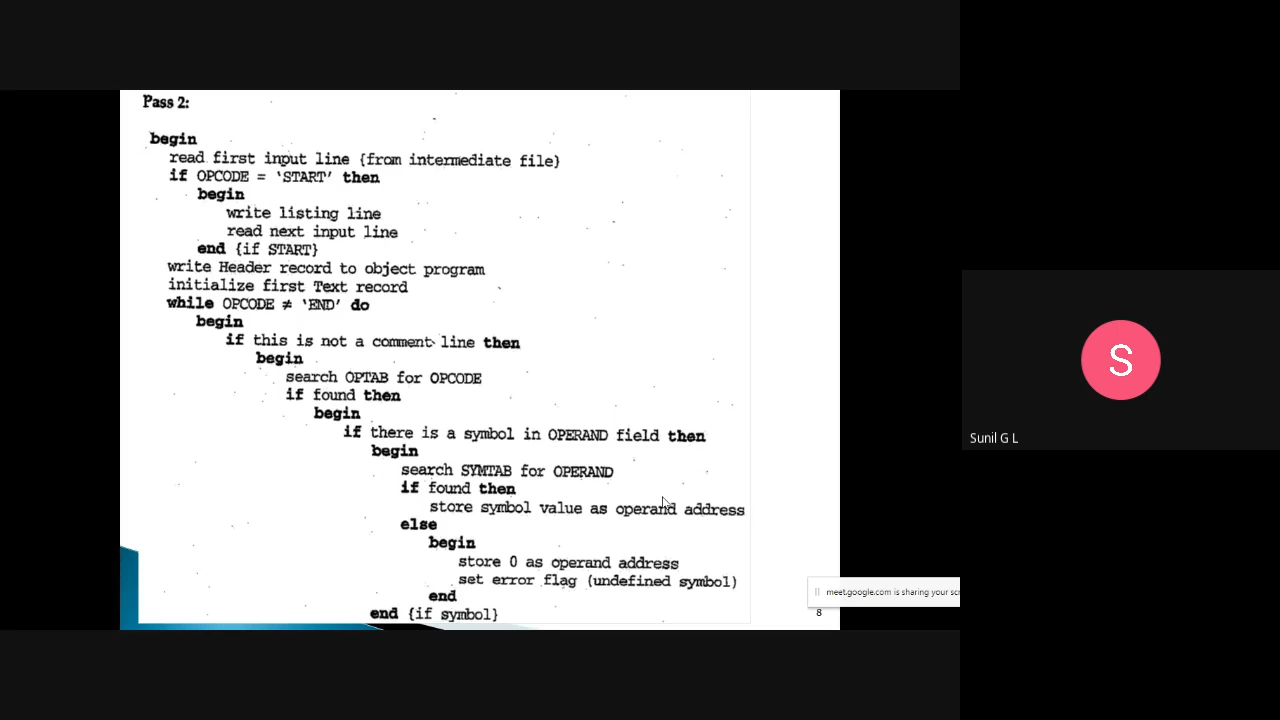 Pass 2:
begin
read first input line {from intermediate file}
if OPCODE = 'START' then
begin
write listing line
read next input line
end {if START}
write Header record to object program
initialize first Text record
while OPCODE ≠ 'END' do
begin
if this is not a comment line then
begin
search OPTAB for OPCODE
if found then
begin
if there is a symbol in OPERAND field then
begin
search SYMTAB for OPERAND
if found then
store symbol value as operand address
else
begin
store 0 as operand address
set error flag (undefined symbol)
end
end {if symbol}
meet.google.com is sharing your scr
8
S
Sunil G L